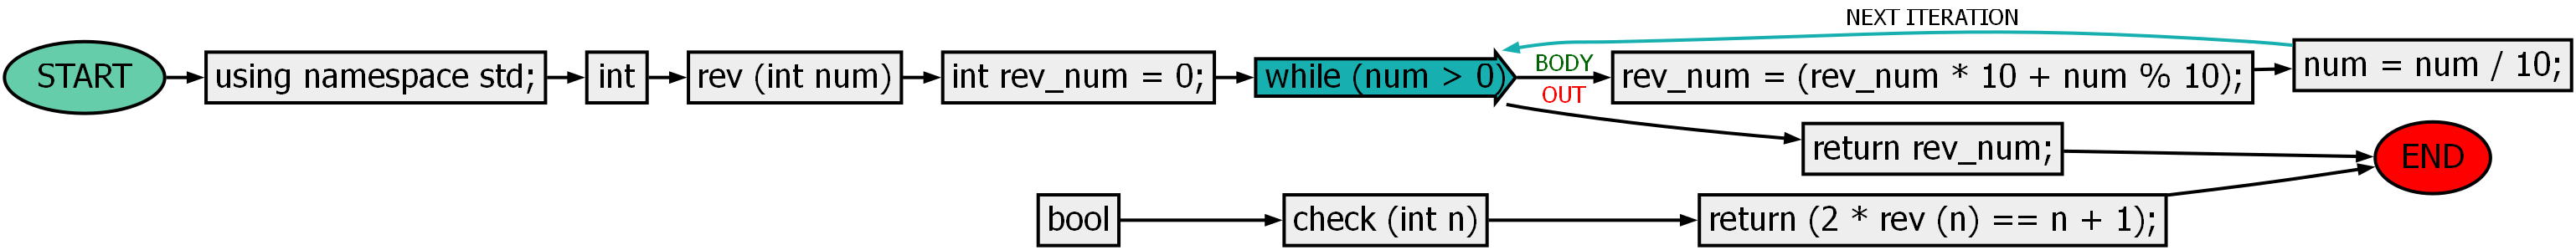 START
using namespace std;
int
rev (int num)
int rev_num = 0;
while (num > 0)
NEXT ITERATION
BODY
OUT
rev_num = (rev_num * 10 + num % 10);
num = num / 10;
return rev_num;
END
bool
check (int n)
return (2 * rev (n) == n + 1);